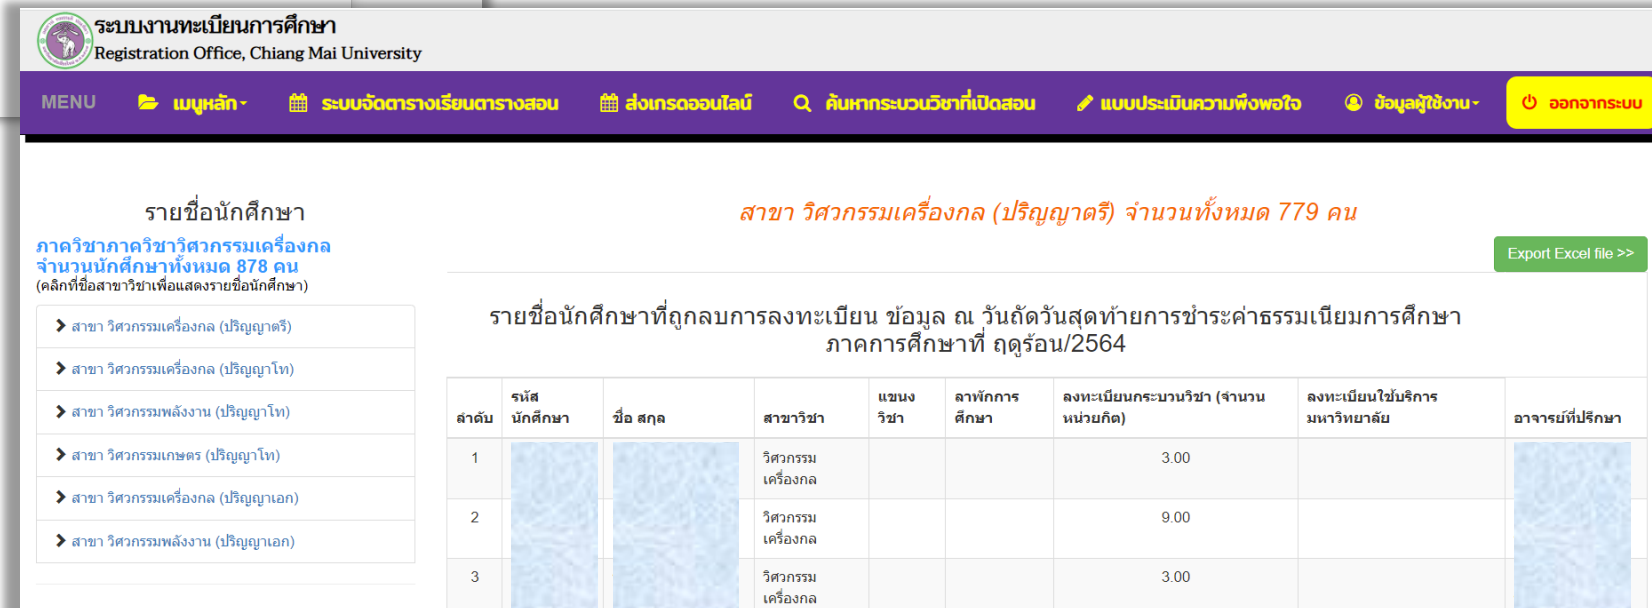 ระบบงานทะเบียนการศึกษา
Registration Office, Chiang Mai University
MENU เมนูหลัก ระบบจัดตารางเรียนตารางสอน ส่งเกรดออนไลน์ ค้นหากระบวนวิชาที่เปิดสอน แบบประเมินความพึงพอใจ ข้อมูลผู้ใช้งาน ออกจากระบบ
รายชื่อนักศึกษา
ภาควิชาภาควิชาวิศวกรรมเครื่องกล
จำนวนนักศึกษาทั้งหมด 878 คน
(คลิกที่ชื่อสาขาวิชาเพื่อแสดงรายชื่อนักศึกษา)
สาขา วิศวกรรมเครื่องกล (ปริญญาตรี)
สาขา วิศวกรรมเครื่องกล (ปริญญาโท)
สาขา วิศวกรรมพลังงาน (ปริญญาโท)
สาขา วิศวกรรมเกษตร (ปริญญาโท)
สาขา วิศวกรรมเครื่องกล (ปริญญาเอก)
สาขา วิศวกรรมพลังงาน (ปริญญาเอก)
สาขา วิศวกรรมเครื่องกล (ปริญญาตรี) จำนวนทั้งหมด 779 คน
Export Excel file >>
รายชื่อนักศึกษาที่ถูกลบการลงทะเบียน ข้อมูล ณ วันถัดวันสุดท้ายการชำระค่าธรรมเนียมการศึกษา
ภาคการศึกษาที่ ฤดูร้อน/2564
ลำดับ รหัสนักศึกษา ชื่อ สกุล สาขาวิชา แขนงวิชา ลาพักการศึกษา ลงทะเบียนกระบวนวิชา (จำนวนหน่วยกิต) ลงทะเบียนใช้บริการมหาวิทยาลัย อาจารย์ที่ปรึกษา
1 วิศวกรรมเครื่องกล 3.00
2 วิศวกรรมเครื่องกล 9.00
3 วิศวกรรมเครื่องกล 3.00